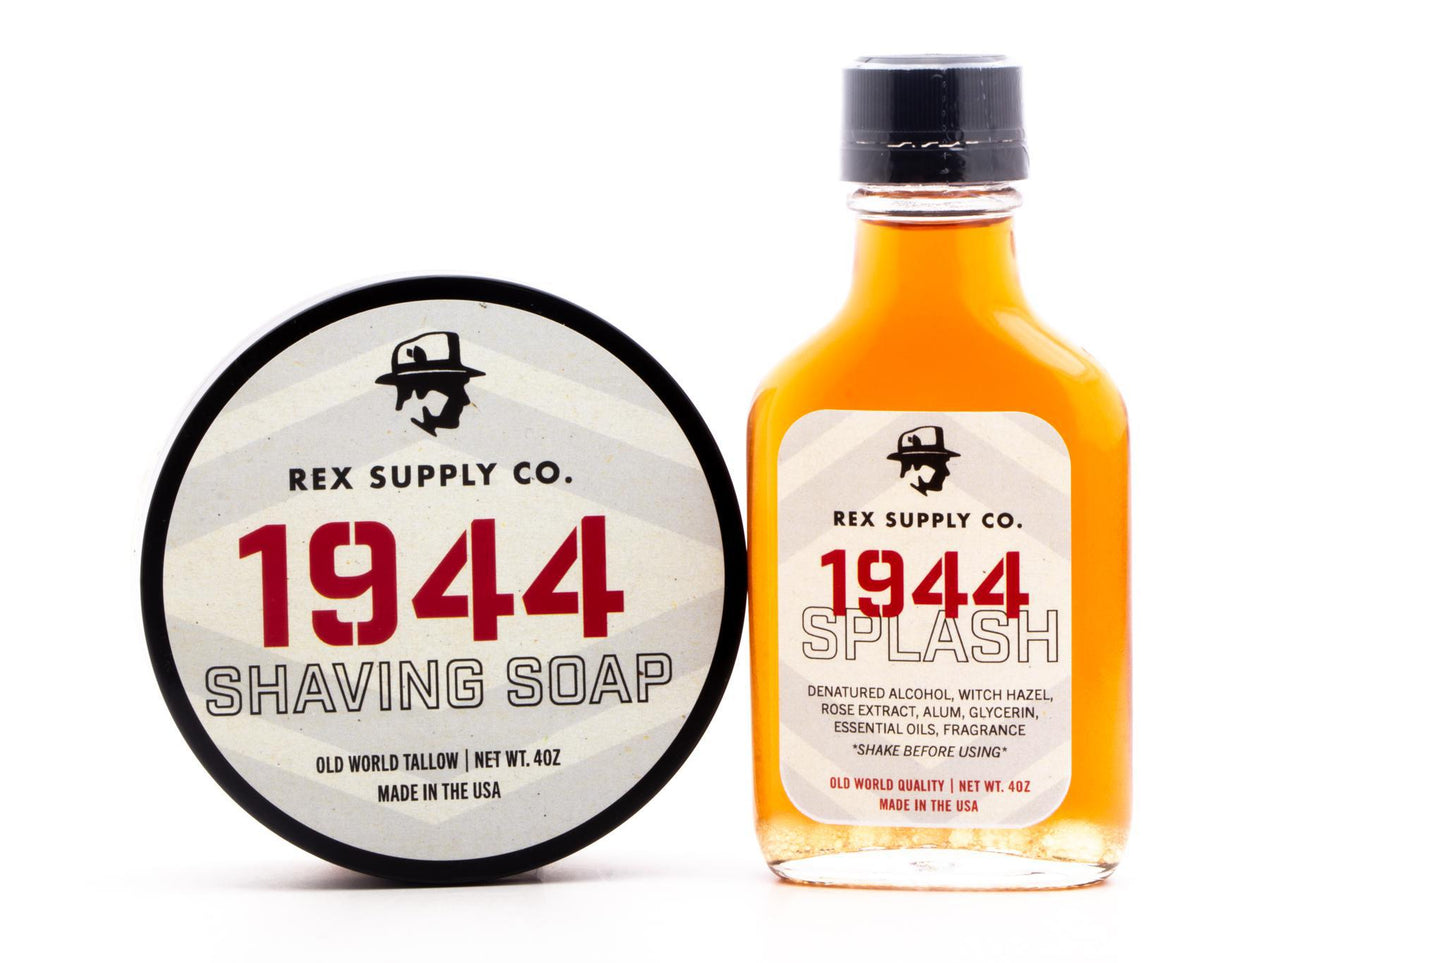 REX SUPPLY CO.
1944
SHAVING SOAP
OLD WORLD TALLOW | NET WT. 4OZ
MADE IN THE USA
REX SUPPLY CO.
1944
SPLASH
DENATURED ALCOHOL, WITCH HAZEL,
ROSE EXTRACT, ALUM, GLYCERIN,
ESSENTIAL OILS, FRAGRANCE
*SHAKE BEFORE USING*
OLD WORLD QUALITY | NET WT. 4OZ
MADE IN THE USA